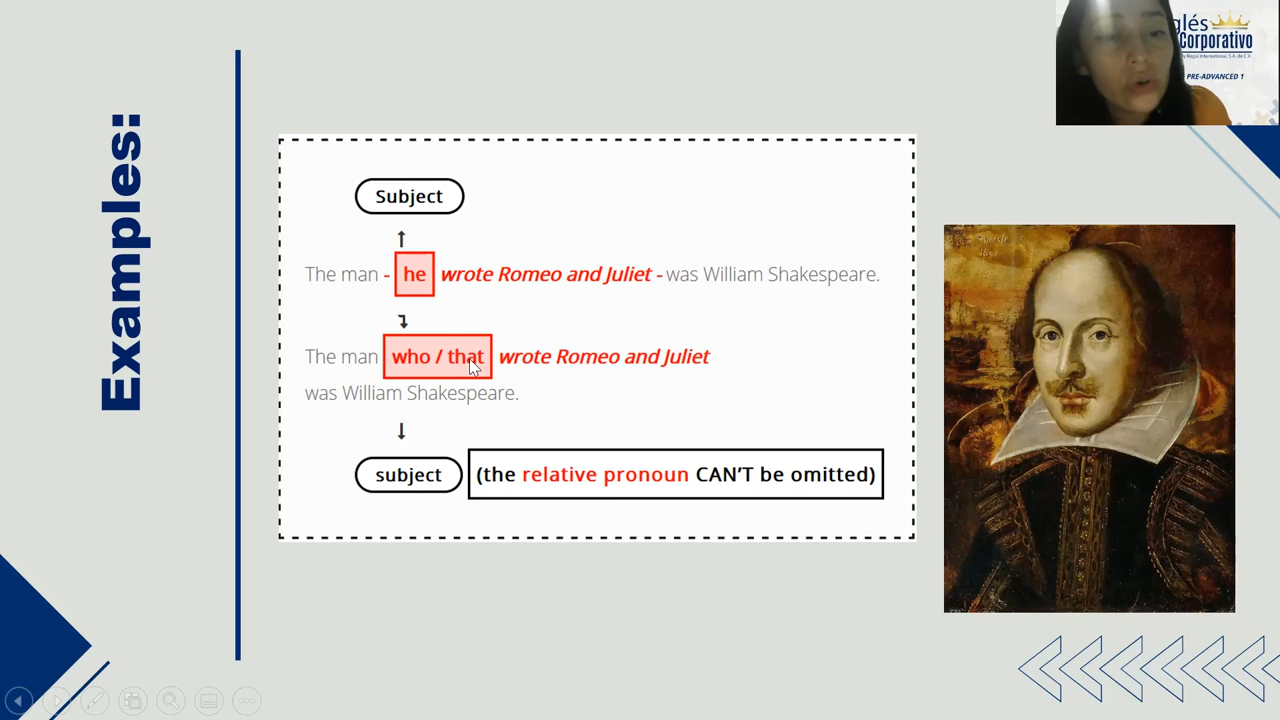 Examples:
Subject
The man - he wrote Romeo and Juliet - was William Shakespeare.
The man who / that wrote Romeo and Juliet
was William Shakespeare.
subject (the relative pronoun CAN'T be omitted)
glés
Corporativo
PRE-ADVANCED 1